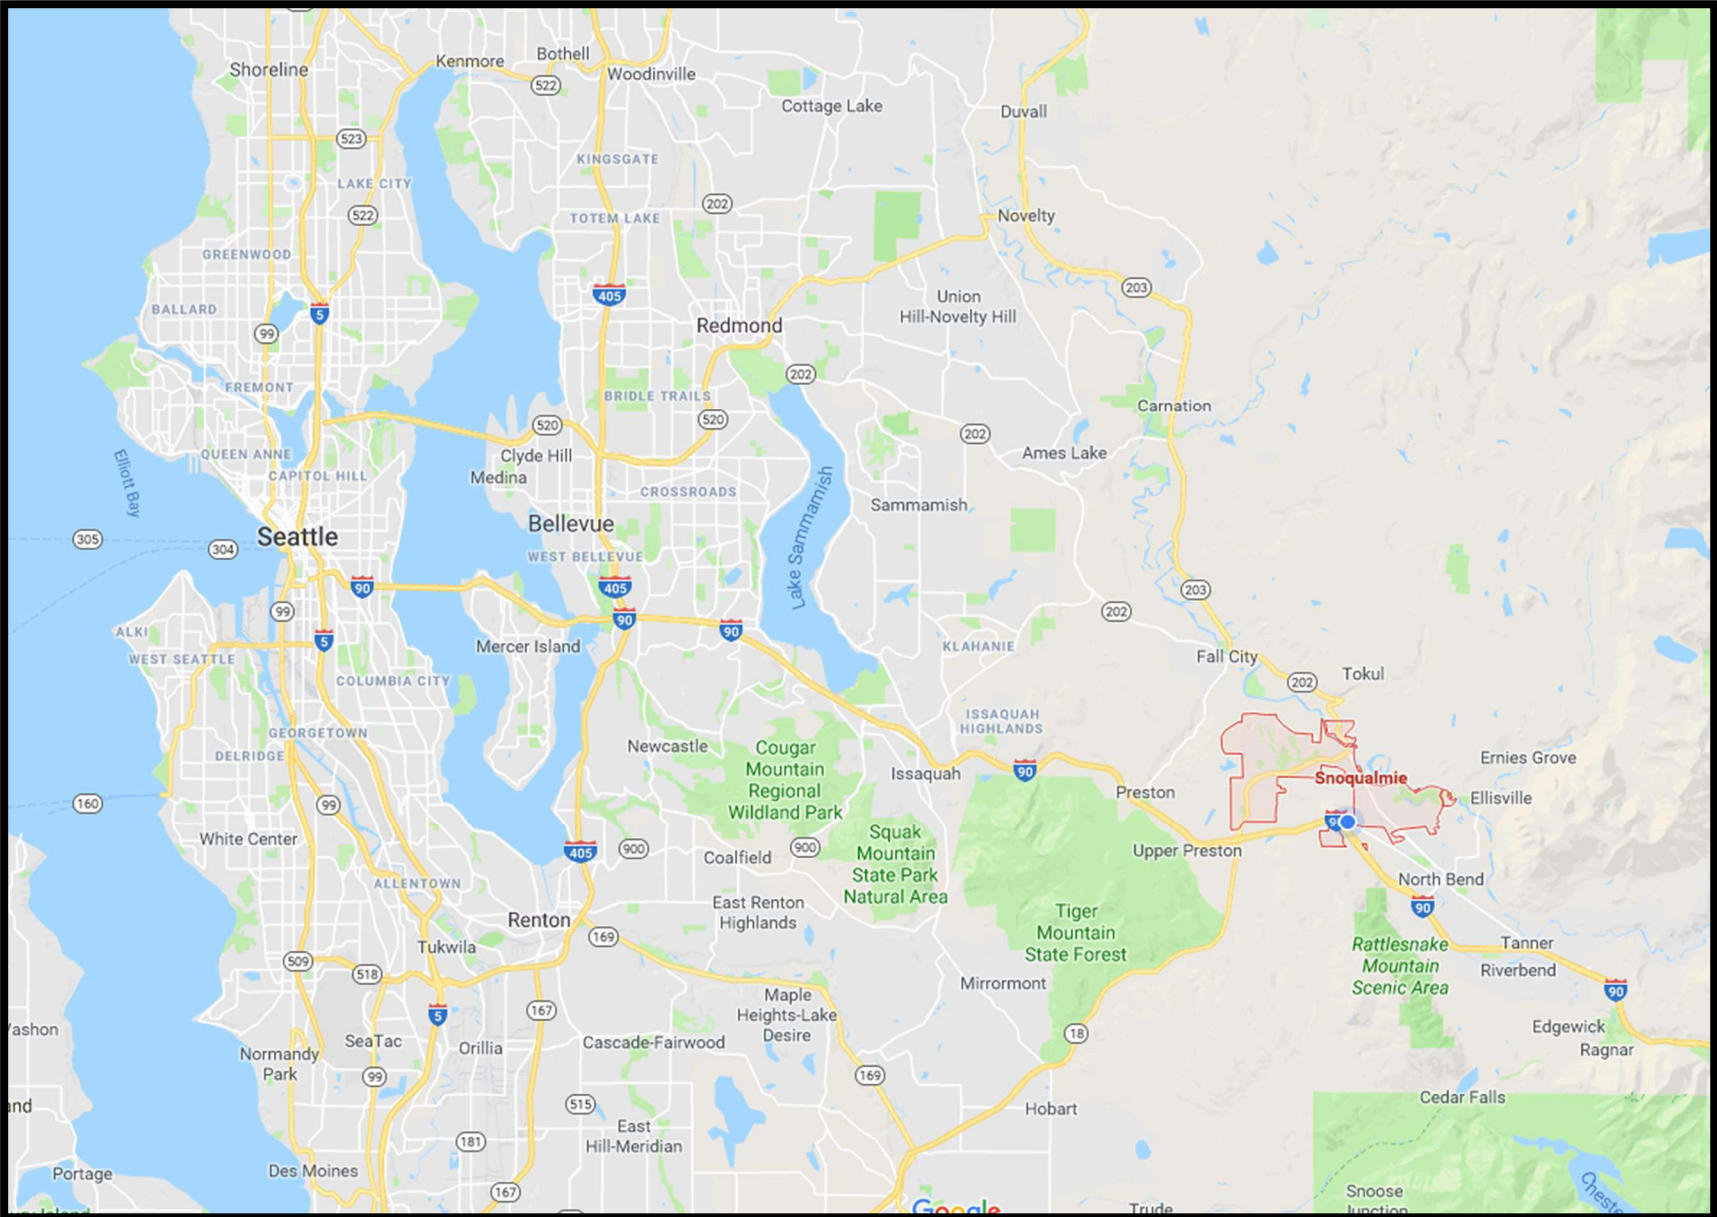 Shoreline
Kenmore
Bothell
522
Woodinville
Cottage Lake
Duvall
523
KINGSGATE
LAKE CITY
522
202
TOTEM LAKE
Novelty
GREENWOOD
203
405
BALLARD
5
Union
Hill-Novelty Hill
99
Redmond
202
FREMONT
BRIDLE TRAILS
Carnation
520
520
202
QUEEN ANNE
Clyde Hill
Ames Lake
CAPITOL HILL
Medina
Elliott Bay
CROSSROADS
Sammamish
Bellevue
Seattle
305
304
WEST BELLEVUE
Lake Sammamish
90
405
203
99
90
202
ALKI
5
90
Mercer Island
KLAHANIE
Fall City
WEST SEATTLE
Tokul
COLUMBIA CITY
202
ISSAQUAH
HIGHLANDS
GEORGETOWN
Newcastle
Cougar
Mountain
Regional
Wildland Park
DELRIDGE
Ernies Grove
Issaquah
90
Snoqualmie
Preston
Ellisville
160
99
9
White Center
Squak
Mountain
State Park
Natural Area
405
900
900
Upper Preston
Coalfield
ALLENTOWN
North Bend
East Renton
Highlands
90
Renton
Tiger
Mountain
State Forest
169
Tukwila
Rattlesnake
Mountain
Scenic Area
Tanner
509
518
Riverbend
Mirrormont
90
Maple
Heights-Lake
Desire
167
5
Edgewick
18
SeaTac
Orillia
Cascade-Fairwood
Ragnar
Normandy
Park
99
169
Cedar Falls
515
Hobart
East
Hill-Meridian
181
Des Moines
Portage
167
Snoose
Google